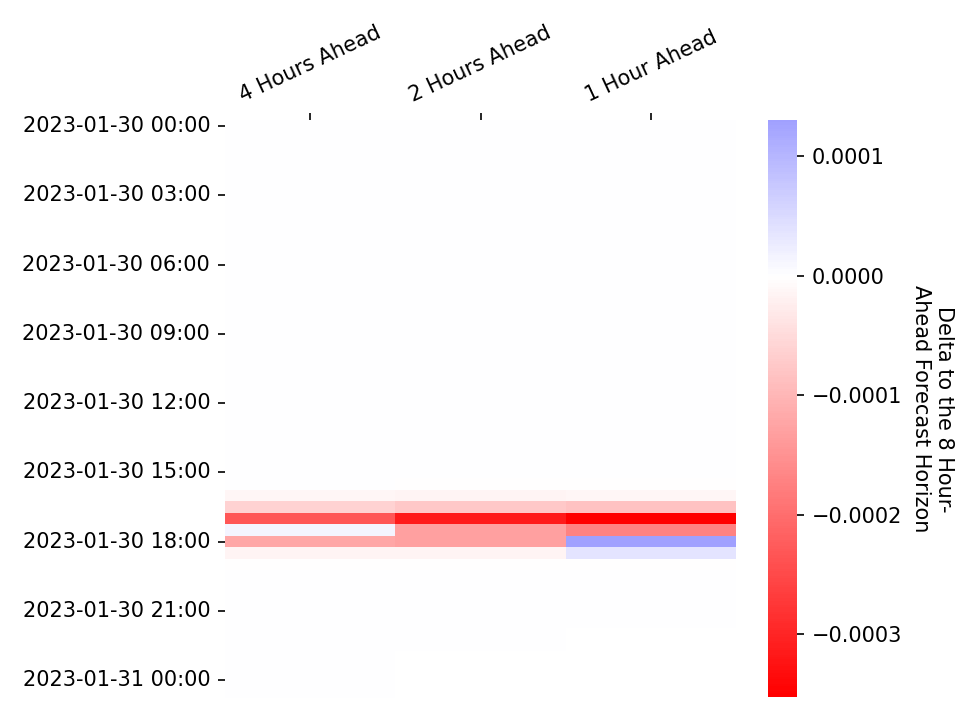 4 Hours Ahead
2 Hours Ahead
1 Hour Ahead
2023-01-30 00:00
2023-01-30 03:00
2023-01-30 06:00
2023-01-30 09:00
2023-01-30 12:00
2023-01-30 15:00
2023-01-30 18:00
2023-01-30 21:00
2023-01-31 00:00
0.0001
0.0000
−0.0001
−0.0002
−0.0003
Delta to the 8 Hour-
Ahead Forecast Horizon